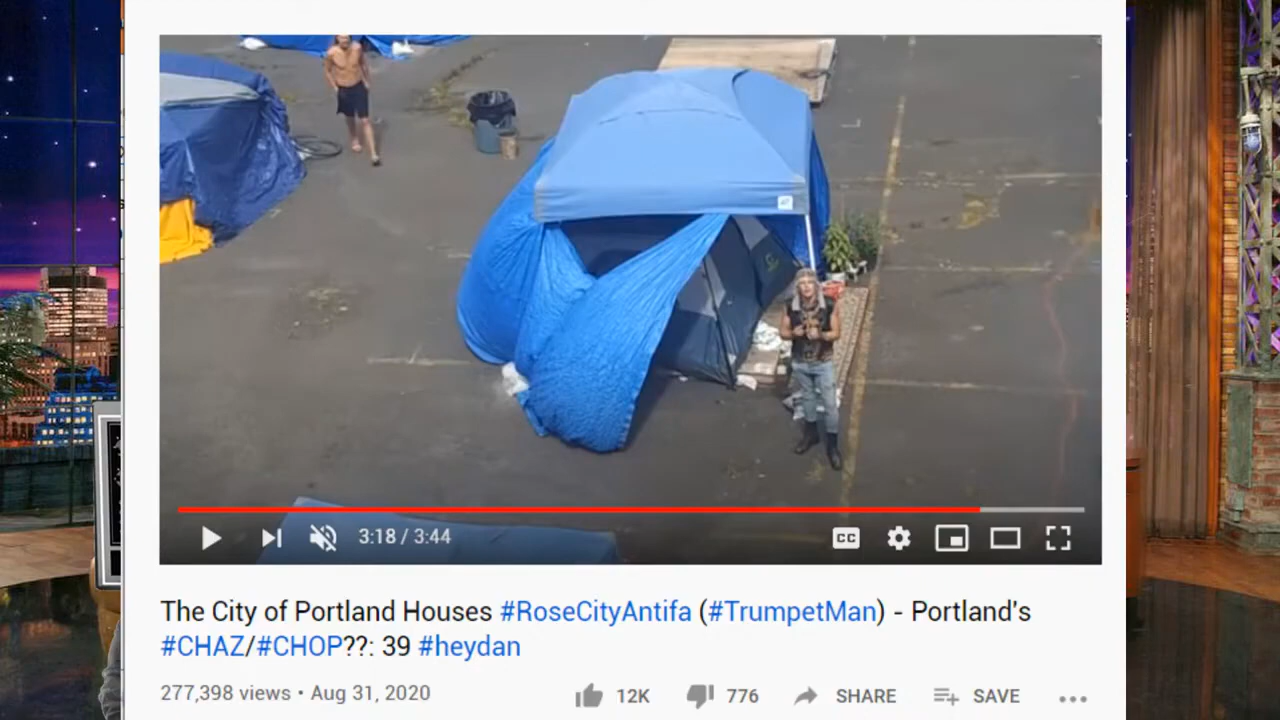 3:18 / 3:44
CC
The City of Portland Houses #RoseCityAntifa (#TrumpetMan) - Portland's
#CHAZ/#CHOP??: 39 #heydan
277,398 views • Aug 31, 2020
12K
776
SHARE
SAVE